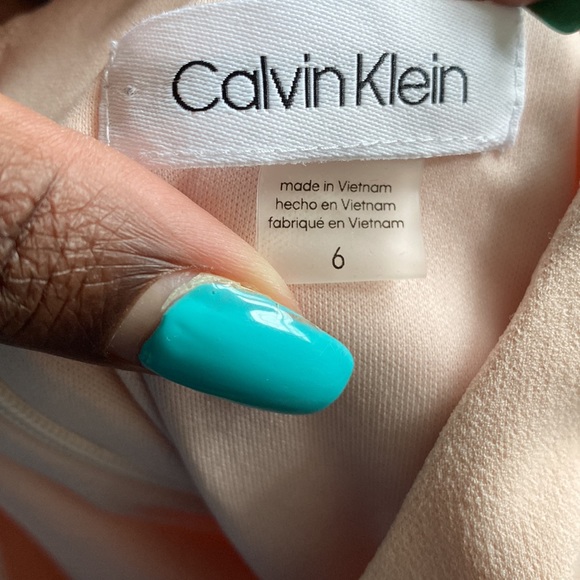 Calvin Klein
made in Vietnam
hecho en Vietnam
fabriqué en Vietnam
6